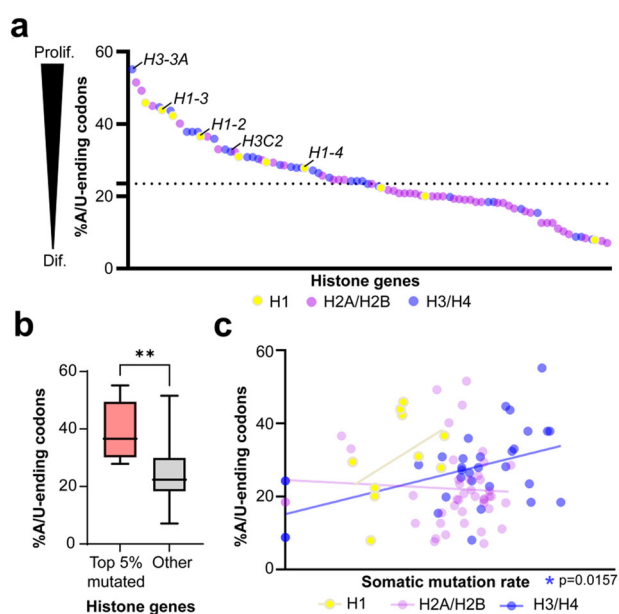 a
Prolif.
Dif.
%A/U-ending codons
60
40
20
0
H3-3A
H1-3
H1-2
H3C2
H1-4
Histone genes
H1 H2A/H2B H3/H4
b
%A/U-ending codons
60
40
20
0
**
Top 5% Other
mutated
Histone genes
c
%A/U-ending codons
60
40
20
0
Somatic mutation rate * p=0.0157
H1 H2A/H2B H3/H4